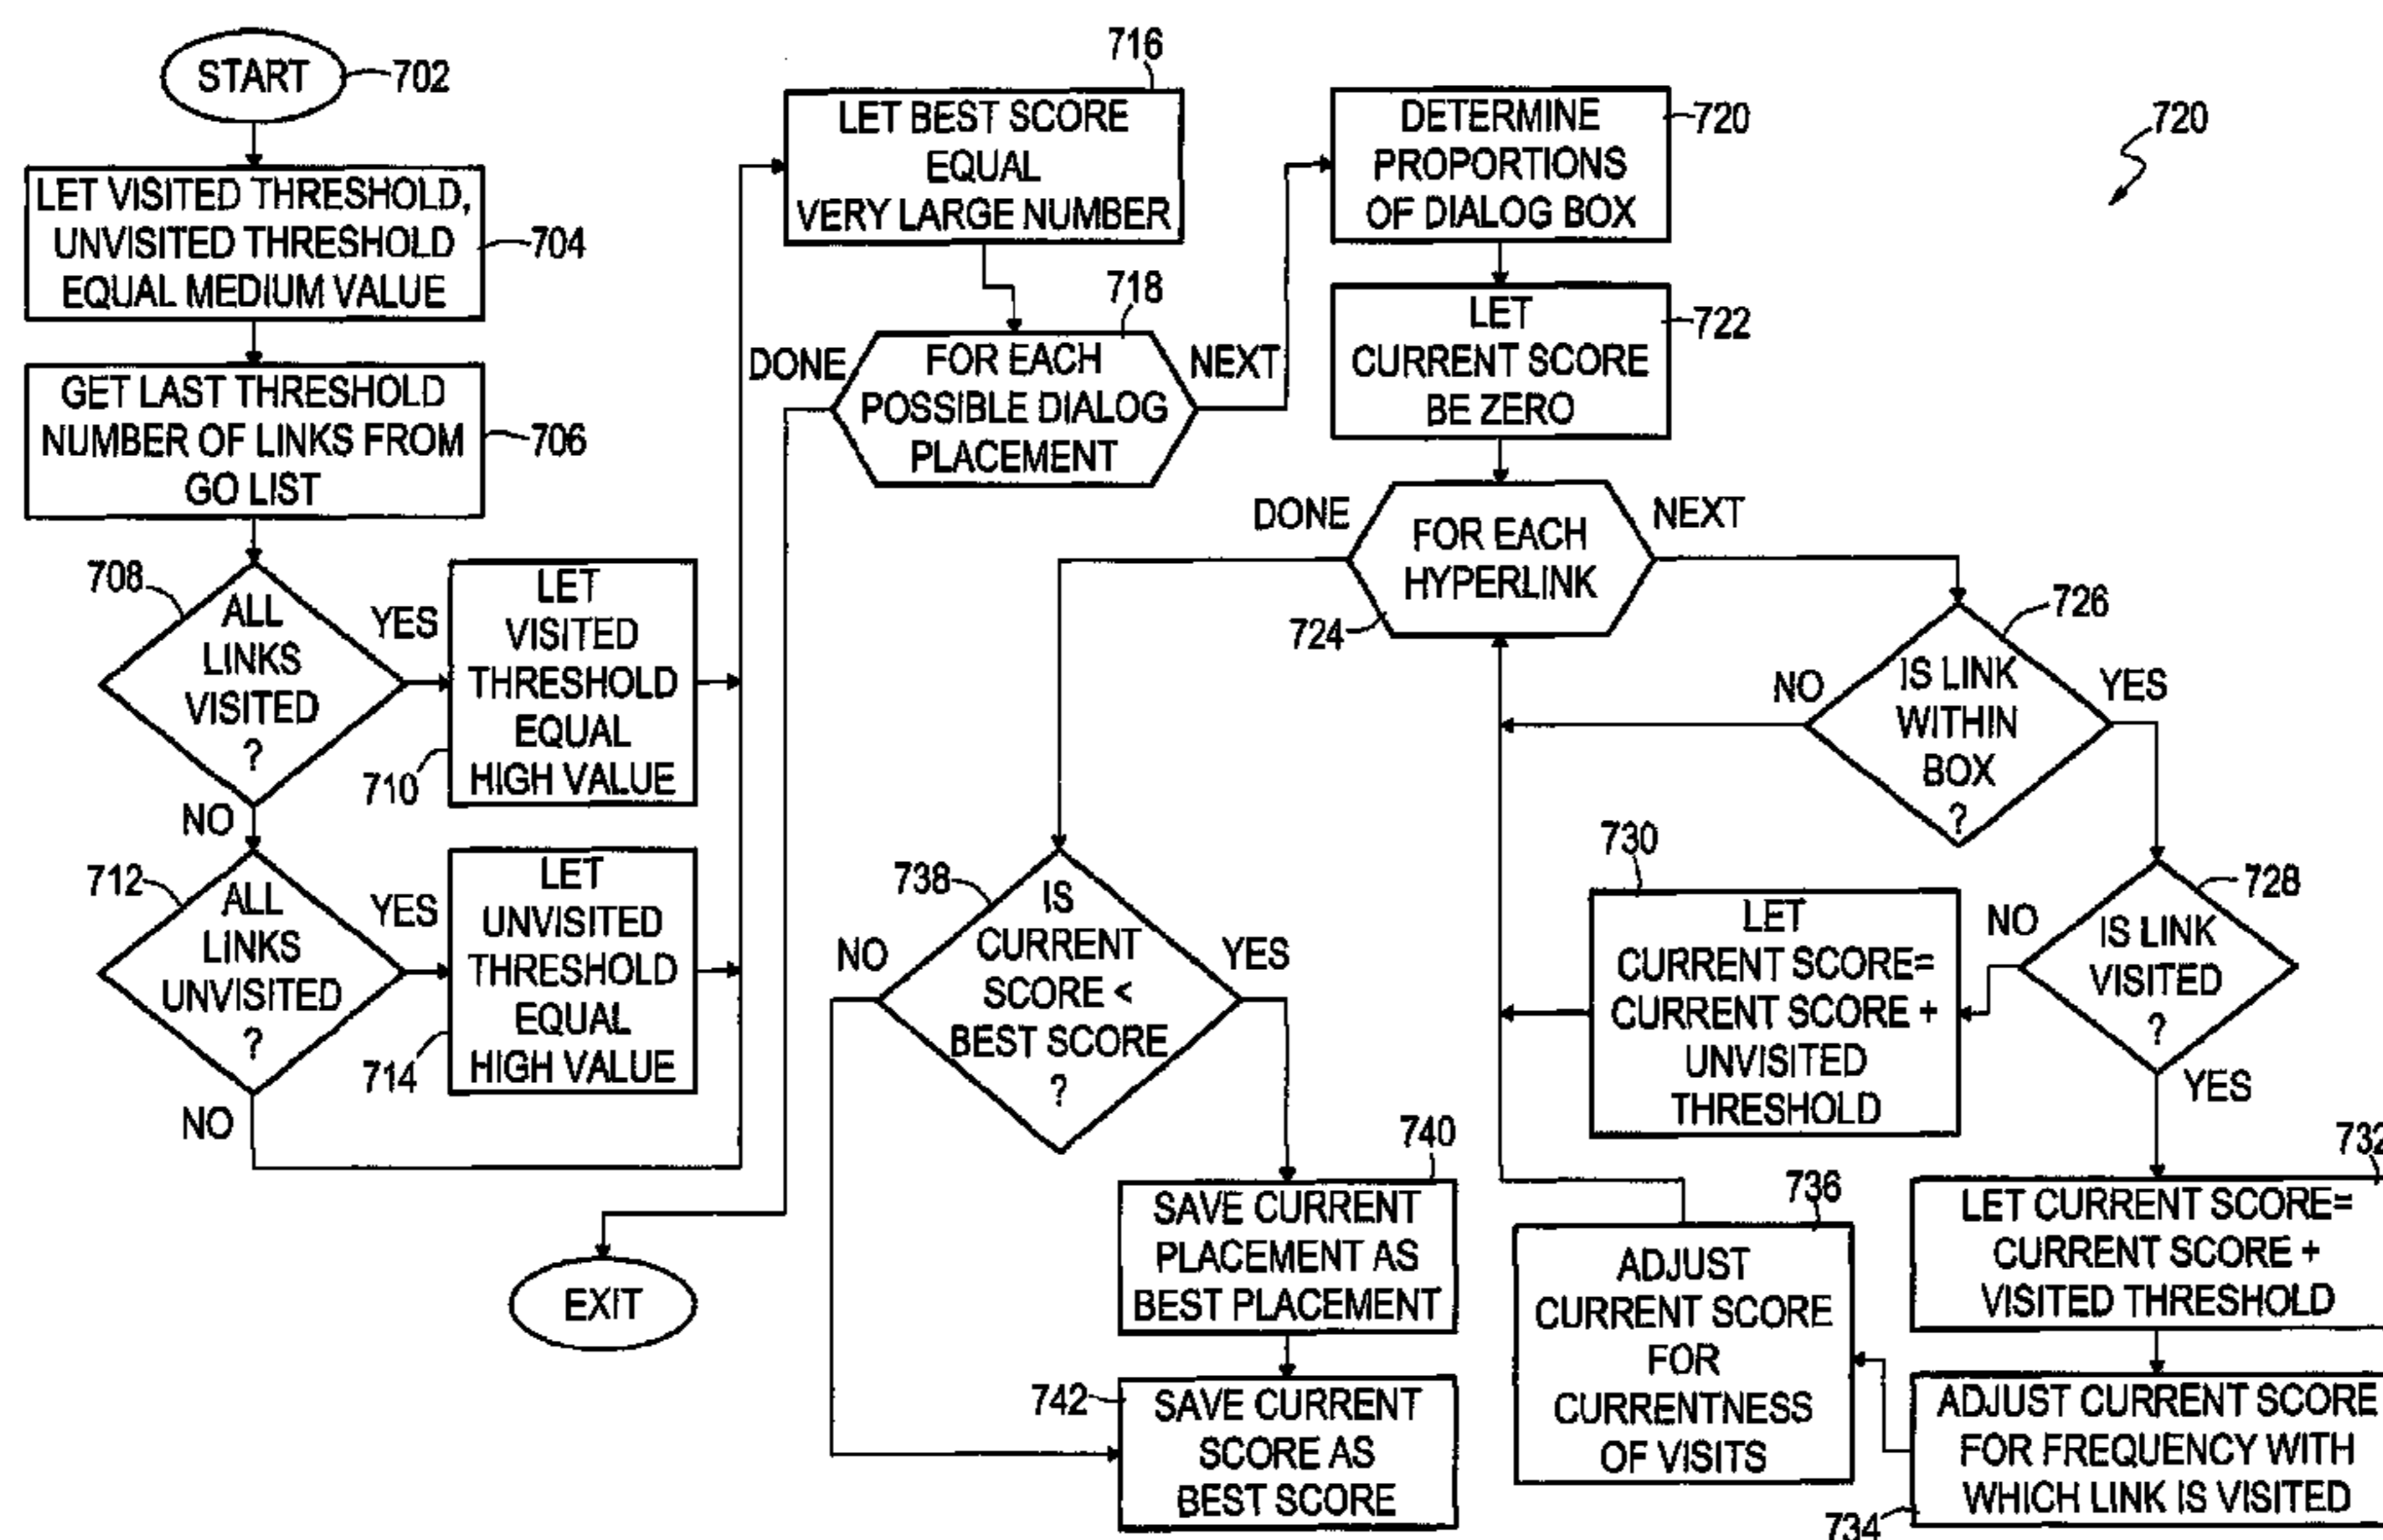 START
702
LET VISITED THRESHOLD,
UNVISITED THRESHOLD
EQUAL MEDIUM VALUE
704
GET LAST THRESHOLD
NUMBER OF LINKS FROM
GO LIST
706
708
ALL
LINKS
VISITED
?
YES
NO
LET
VISITED
THRESHOLD
EQUAL
HIGH VALUE
710
712
ALL
LINKS
UNVISITED
?
YES
NO
LET
UNVISITED
THRESHOLD
EQUAL
HIGH VALUE
714
716
LET BEST SCORE
EQUAL
VERY LARGE NUMBER
718
DONE
FOR EACH
POSSIBLE DIALOG
PLACEMENT
NEXT
EXIT
DETERMINE
PROPORTIONS
OF DIALOG BOX
720
720
LET
CURRENT SCORE
BE ZERO
722
DONE
FOR EACH
HYPERLINK
NEXT
724
726
IS LINK
WITHIN
BOX
?
NO
YES
728
IS LINK
VISITED
?
NO
YES
730
LET
CURRENT SCORE=
CURRENT SCORE +
UNVISITED
THRESHOLD
732
LET CURRENT SCORE=
CURRENT SCORE +
VISITED THRESHOLD
ADJUST CURRENT SCORE
FOR FREQUENCY WITH
WHICH LINK IS VISITED
734
736
ADJUST
CURRENT SCORE
FOR
CURRENTNESS
OF VISITS
738
IS
CURRENT
SCORE <
BEST SCORE
?
NO
YES
740
SAVE CURRENT
PLACEMENT AS
BEST PLACEMENT
742
SAVE CURRENT
SCORE AS
BEST SCORE